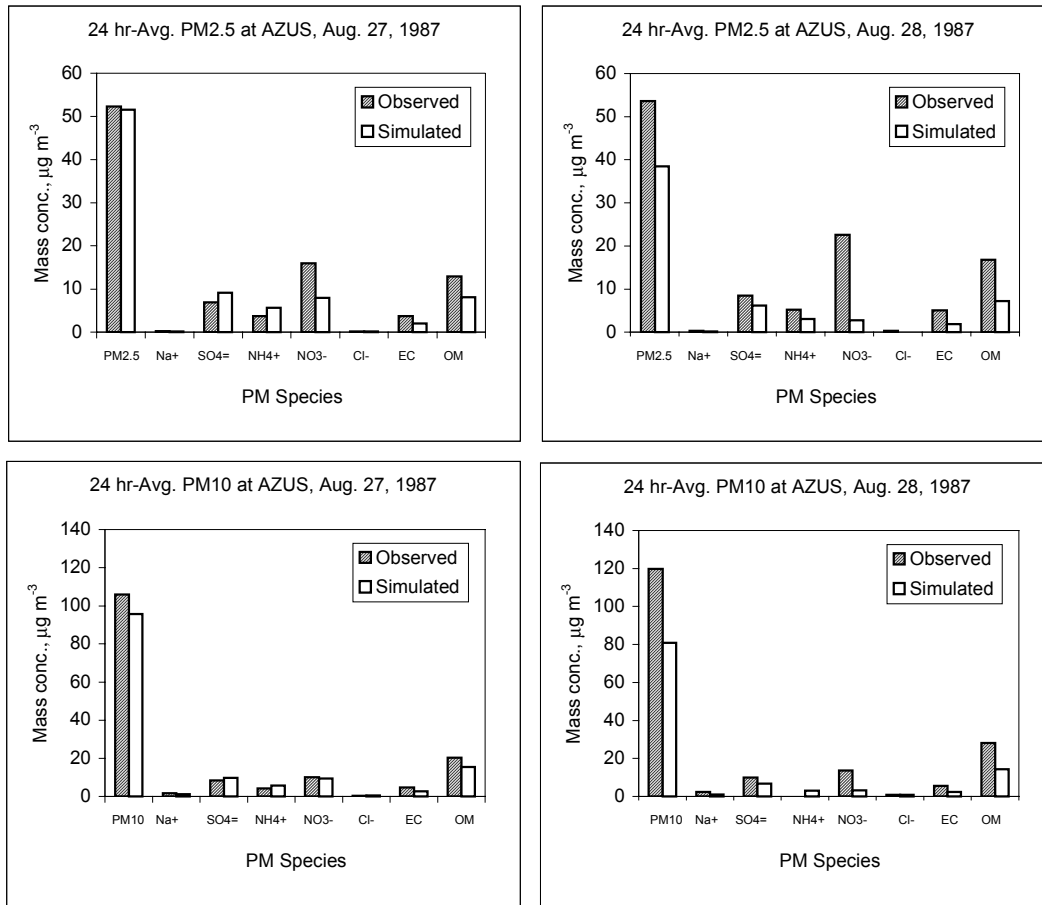 24 hr-Avg. PM2.5 at AZUS, Aug. 27, 1987
60
50
40
30
20
10
0
Mass conc., μg m⁻³
Observed
Simulated
PM2.5 Na+ SO4= NH4+ NO3- Cl- EC OM
PM Species
24 hr-Avg. PM2.5 at AZUS, Aug. 28, 1987
60
50
40
30
20
10
0
Mass conc., μg m⁻³
Observed
Simulated
PM2.5 Na+ SO4= NH4+ NO3- Cl- EC OM
PM Species
24 hr-Avg. PM10 at AZUS, Aug. 27, 1987
140
120
100
80
60
40
20
0
Mass conc., μg m⁻³
Observed
Simulated
PM10 Na+ SO4= NH4+ NO3- Cl- EC OM
PM Species
24 hr-Avg. PM10 at AZUS, Aug. 28, 1987
140
120
100
80
60
40
20
0
Mass conc., μg m⁻³
Observed
Simulated
PM10 Na+ SO4= NH4+ NO3- Cl- EC OM
PM Species